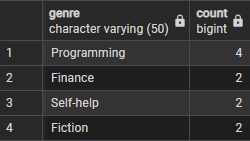 genre count
character varying (50) bigint
1 Programming 4
2 Finance 2
3 Self-help 2
4 Fiction 2